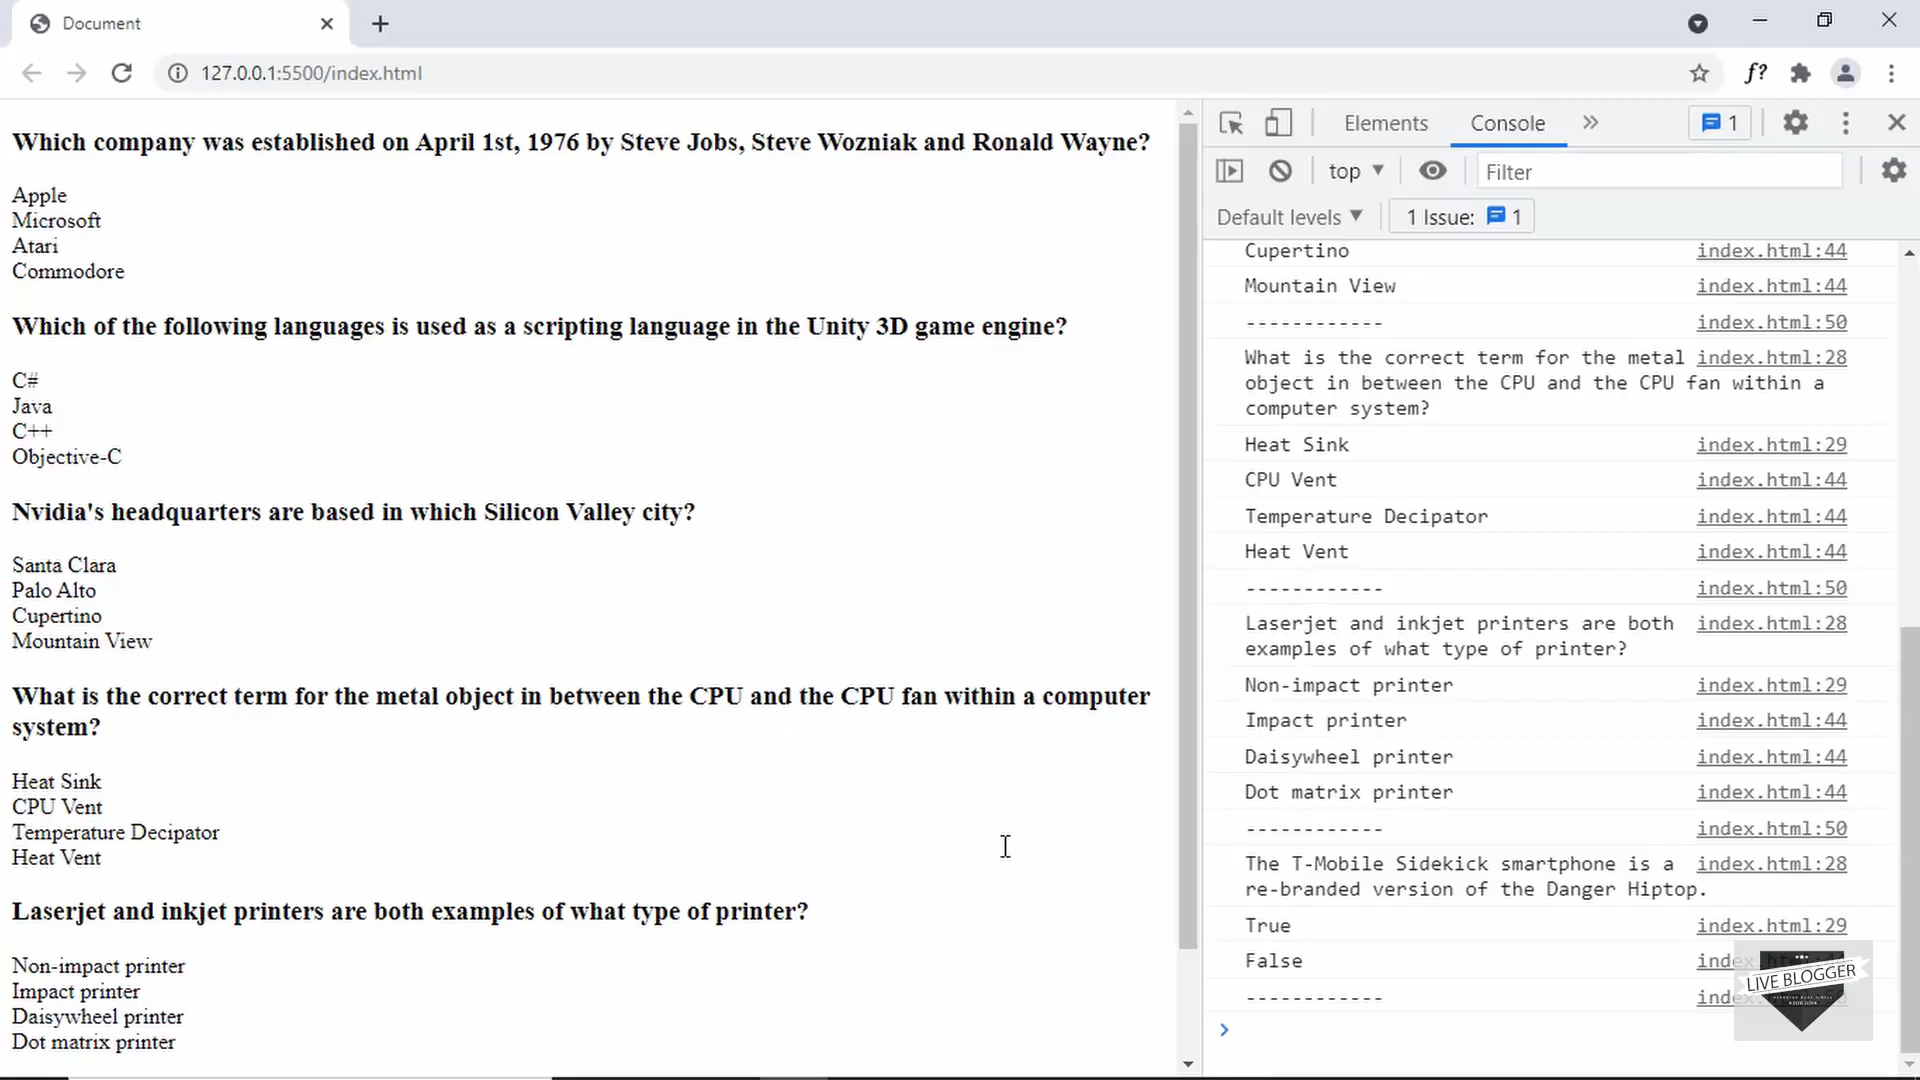 Document
127.0.0.1:5500/index.html
f?
Which company was established on April 1st, 1976 by Steve Jobs, Steve Wozniak and Ronald Wayne?
Apple
Microsoft
Atari
Commodore
Which of the following languages is used as a scripting language in the Unity 3D game engine?
C#
Java
C++
Objective-C
Nvidia's headquarters are based in which Silicon Valley city?
Santa Clara
Palo Alto
Cupertino
Mountain View
What is the correct term for the metal object in between the CPU and the CPU fan within a computer
system?
Heat Sink
CPU Vent
Temperature Decipator
Heat Vent
Laserjet and inkjet printers are both examples of what type of printer?
Non-impact printer
Impact printer
Daisywheel printer
Dot matrix printer
Elements Console » 1
top Filter
Default levels 1 Issue: 1
Cupertino index.html:44
Mountain View index.html:44
------------ index.html:50
What is the correct term for the metal index.html:28
object in between the CPU and the CPU fan within a
computer system?
Heat Sink index.html:29
CPU Vent index.html:44
Temperature Decipator index.html:44
Heat Vent index.html:44
------------ index.html:50
Laserjet and inkjet printers are both index.html:28
examples of what type of printer?
Non-impact printer index.html:29
Impact printer index.html:44
Daisywheel printer index.html:44
Dot matrix printer index.html:44
------------ index.html:50
The T-Mobile Sidekick smartphone is a index.html:28
re-branded version of the Danger Hiptop.
True index.html:29
False
------------
LIVE BLOGGER